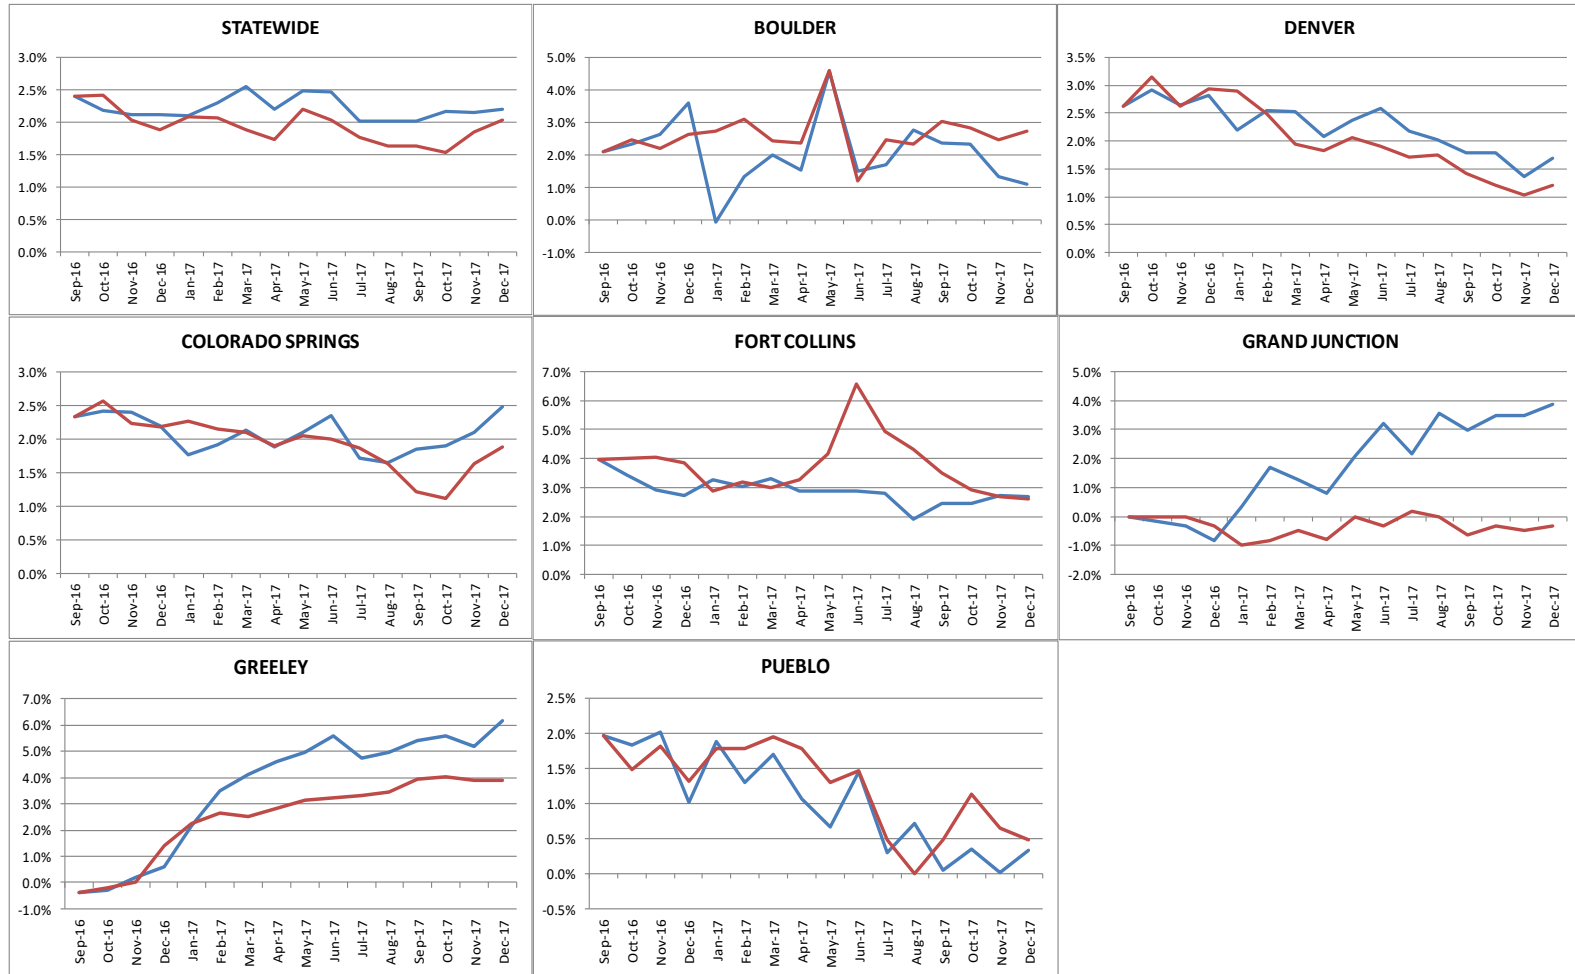 STATEWIDE
3.0%
2.5%
2.0%
1.5%
1.0%
0.5%
0.0%
Sep-16
Oct-16
Nov-16
Dec-16
Jan-17
Feb-17
Mar-17
Apr-17
May-17
Jun-17
Jul-17
Aug-17
Sep-17
Oct-17
Nov-17
Dec-17
BOULDER
5.0%
4.0%
3.0%
2.0%
1.0%
0.0%
-1.0%
Sep-16
Oct-16
Nov-16
Dec-16
Jan-17
Feb-17
Mar-17
Apr-17
May-17
Jun-17
Jul-17
Aug-17
Sep-17
Oct-17
Nov-17
Dec-17
DENVER
3.5%
3.0%
2.5%
2.0%
1.5%
1.0%
0.5%
0.0%
Sep-16
Oct-16
Nov-16
Dec-16
Jan-17
Feb-17
Mar-17
Apr-17
May-17
Jun-17
Jul-17
Aug-17
Sep-17
Oct-17
Nov-17
Dec-17
COLORADO SPRINGS
3.0%
2.5%
2.0%
1.5%
1.0%
0.5%
0.0%
Sep-16
Oct-16
Nov-16
Dec-16
Jan-17
Feb-17
Mar-17
Apr-17
May-17
Jun-17
Jul-17
Aug-17
Sep-17
Oct-17
Nov-17
Dec-17
FORT COLLINS
7.0%
6.0%
5.0%
4.0%
3.0%
2.0%
1.0%
0.0%
Sep-16
Oct-16
Nov-16
Dec-16
Jan-17
Feb-17
Mar-17
Apr-17
May-17
Jun-17
Jul-17
Aug-17
Sep-17
Oct-17
Nov-17
Dec-17
GRAND JUNCTION
5.0%
4.0%
3.0%
2.0%
1.0%
0.0%
-1.0%
-2.0%
Sep-16
Oct-16
Nov-16
Dec-16
Jan-17
Feb-17
Mar-17
Apr-17
May-17
Jun-17
Jul-17
Aug-17
Sep-17
Oct-17
Nov-17
Dec-17
GREELEY
7.0%
6.0%
5.0%
4.0%
3.0%
2.0%
1.0%
0.0%
-1.0%
Sep-16
Oct-16
Nov-16
Dec-16
Jan-17
Feb-17
Mar-17
Apr-17
May-17
Jun-17
Jul-17
Aug-17
Sep-17
Oct-17
Nov-17
Dec-17
PUEBLO
2.5%
2.0%
1.5%
1.0%
0.5%
0.0%
-0.5%
Sep-16
Oct-16
Nov-16
Dec-16
Jan-17
Feb-17
Mar-17
Apr-17
May-17
Jun-17
Jul-17
Aug-17
Sep-17
Oct-17
Nov-17
Dec-17